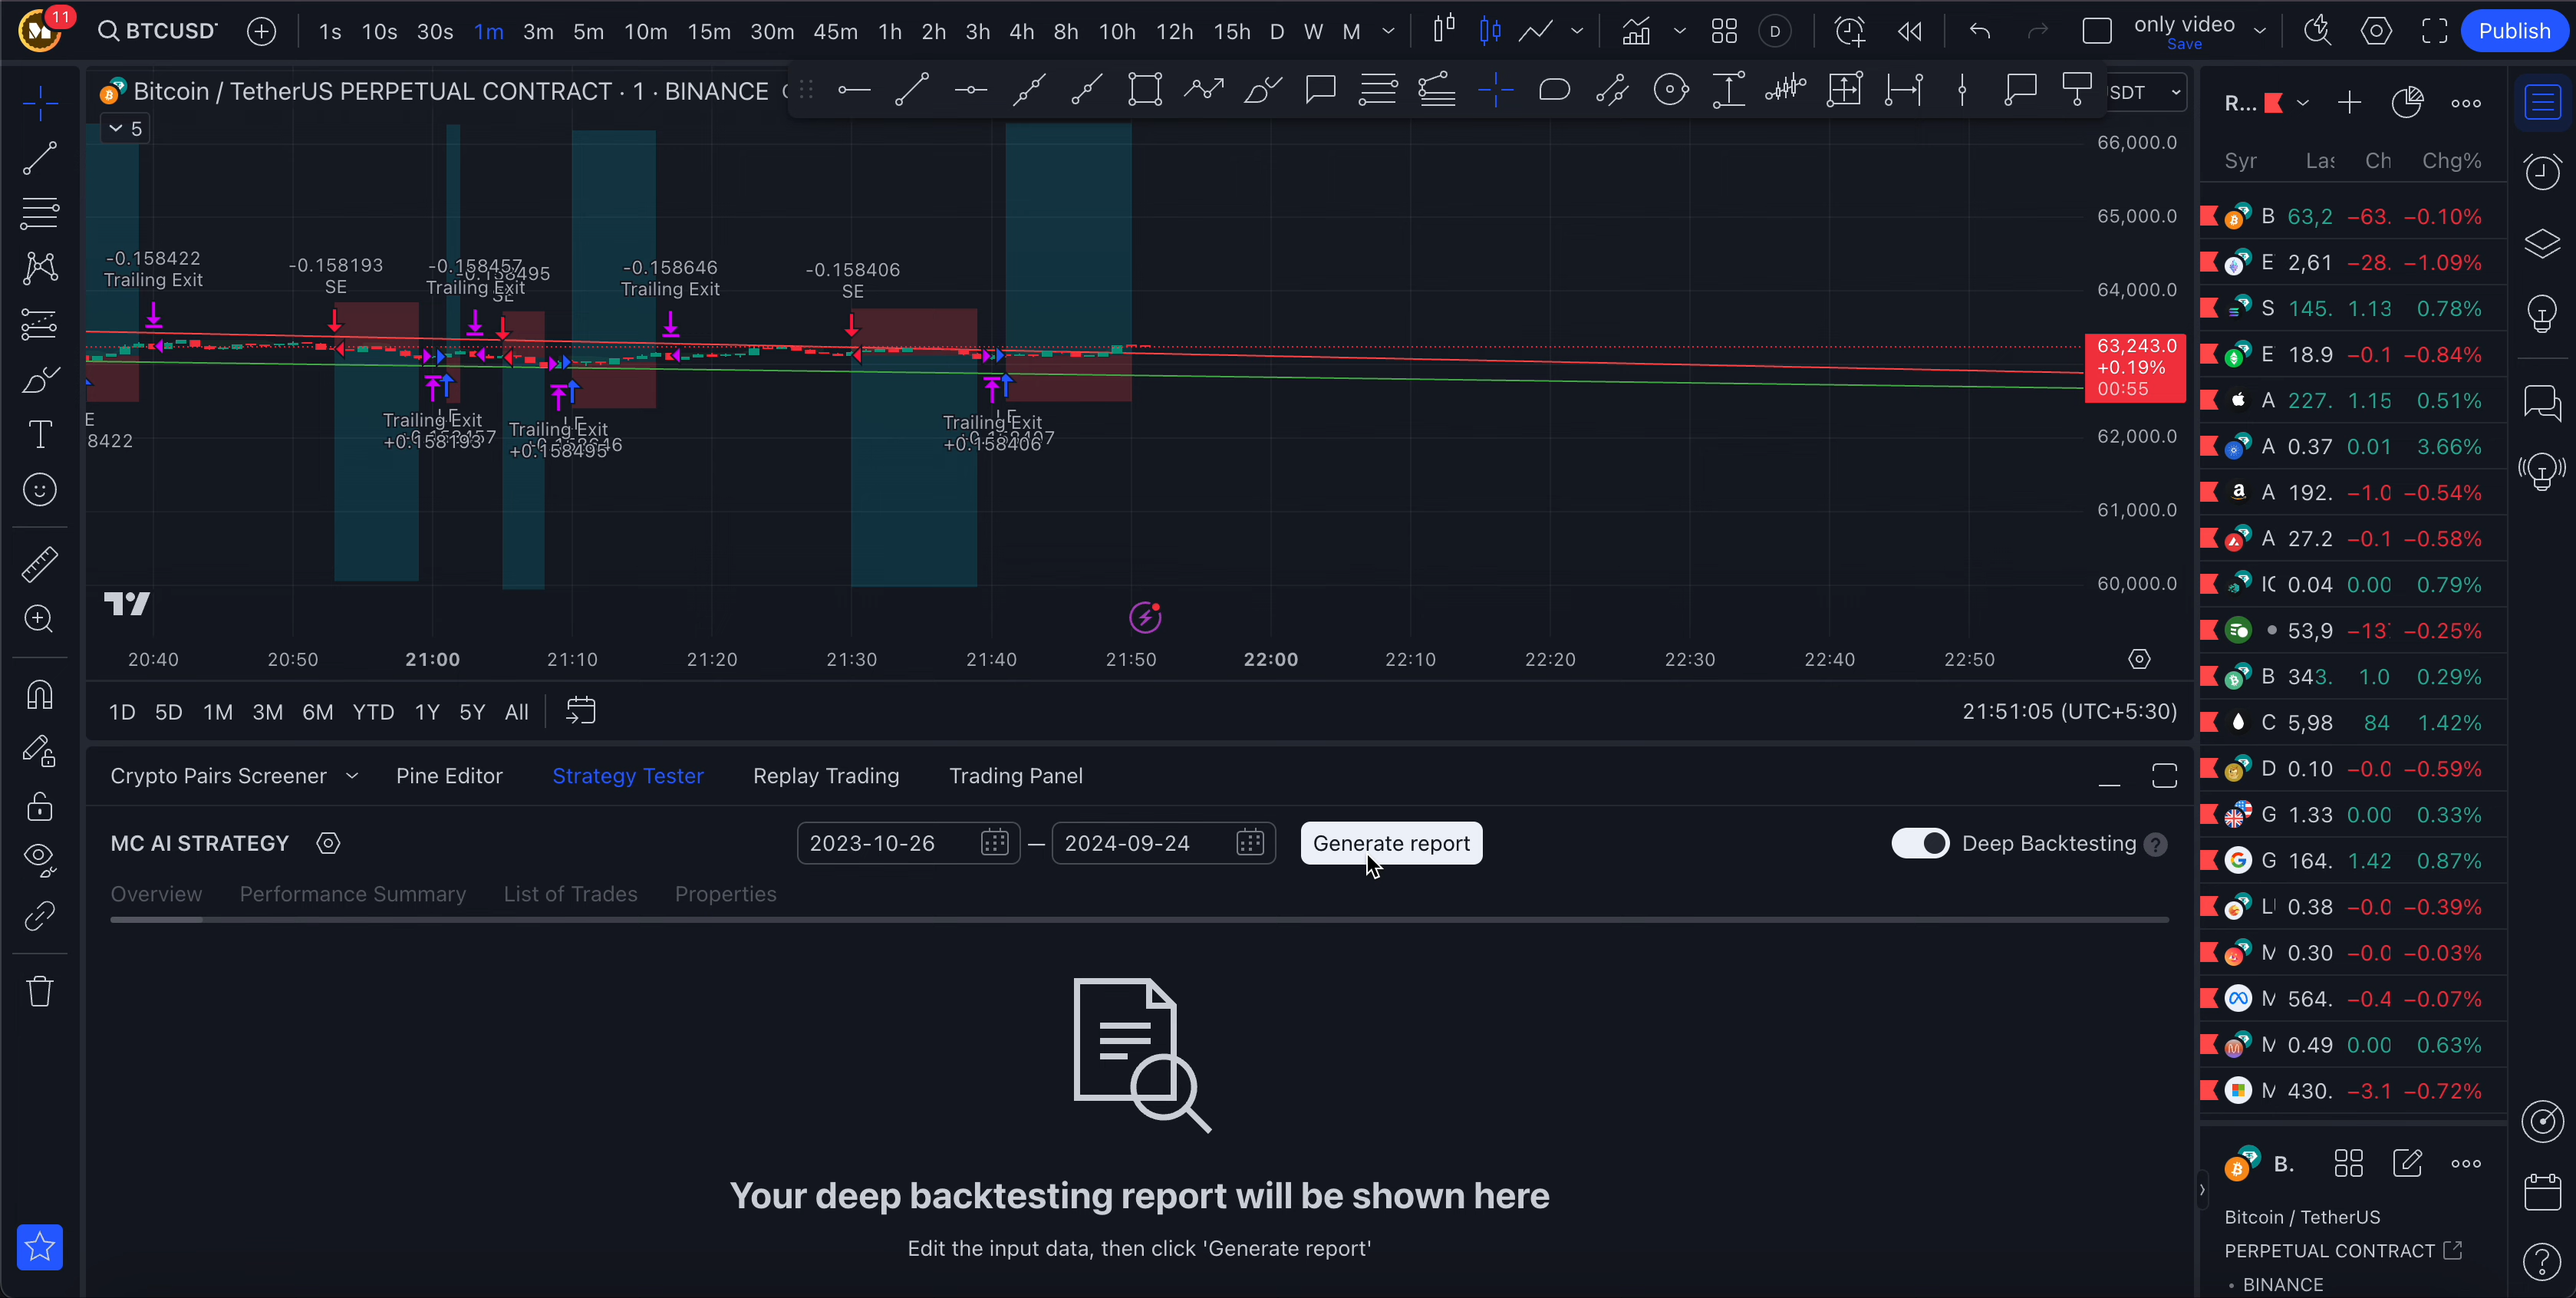 11
BTCUSDT
1s 10s 30s 1m 3m 5m 10m 15m 30m 45m 1h 2h 3h 4h 8h 10h 12h 15h D W M
D
only video
Save
Publish
Bitcoin / TetherUS PERPETUAL CONTRACT · 1 · BINANCE
5
SDT
66,000.0
65,000.0
64,000.0
63,243.0
+0.19%
00:55
62,000.0
61,000.0
60,000.0
-0.158422
Trailing Exit
-0.158193
SE
-0.158457
Trailing Exit
SE
-0.158646
Trailing Exit
-0.158406
SE
E
8422
Trailing Exit
+0.158193
Trailing Exit
+0.158495
Trailing Exit
+0.158406
20:40 20:50 21:00 21:10 21:20 21:30 21:40 21:50 22:00 22:10 22:20 22:30 22:40 22:50
1D 5D 1M 3M 6M YTD 1Y 5Y All
21:51:05 (UTC+5:30)
Crypto Pairs Screener Pine Editor Strategy Tester Replay Trading Trading Panel
MC AI STRATEGY
2023-10-26 — 2024-09-24
Generate report
Deep Backtesting ?
Overview Performance Summary List of Trades Properties
Your deep backtesting report will be shown here
Edit the input data, then click 'Generate report'
R...
Syr Las Ch Chg%
B 63,2 −63. −0.10%
E 2,61 −28. −1.09%
S 145. 1.13 0.78%
E 18.9 −0.1 −0.84%
A 227. 1.15 0.51%
A 0.37 0.01 3.66%
A 192. −1.0 −0.54%
A 27.2 −0.1 −0.58%
IO 0.04 0.00 0.79%
53,9 −13 −0.25%
B 343. 1.0 0.29%
C 5,98 84 1.42%
D 0.10 −0.0 −0.59%
G 1.33 0.00 0.33%
G 164. 1.42 0.87%
L 0.38 −0.0 −0.39%
M 0.30 −0.0 −0.03%
M 564. −0.4 −0.07%
M 0.49 0.00 0.63%
M 430. −3.1 −0.72%
B.
Bitcoin / TetherUS
PERPETUAL CONTRACT
• BINANCE